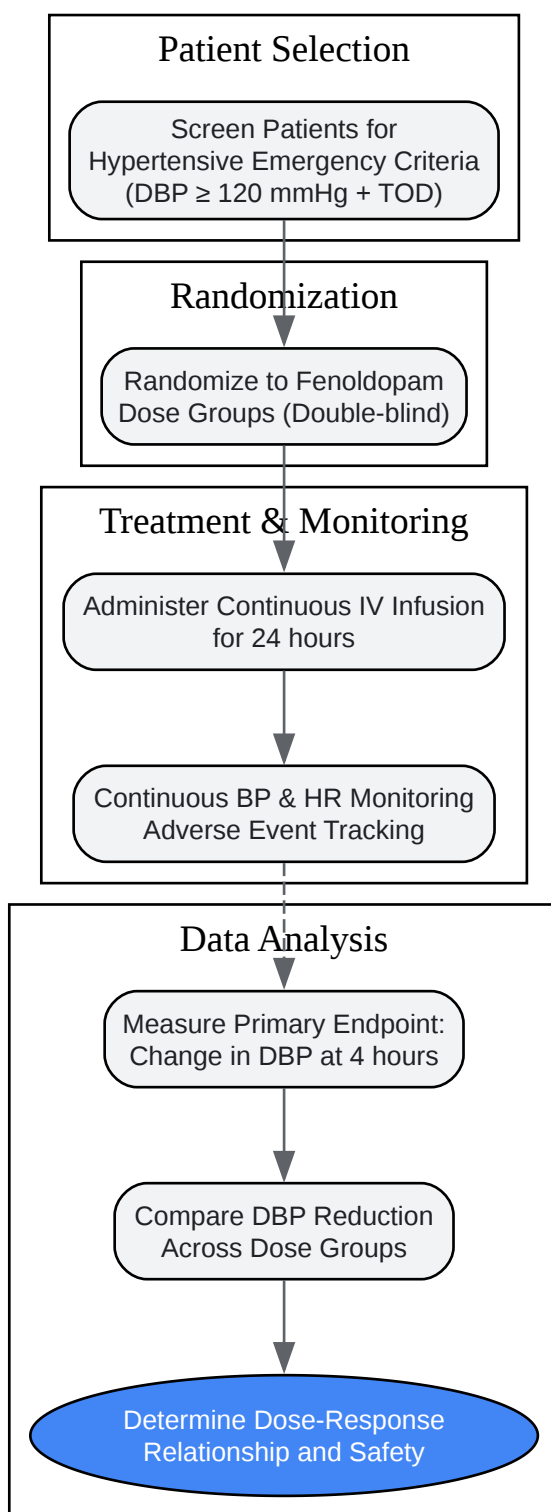 Patient Selection
Screen Patients for
Hypertensive Emergency Criteria
(DBP ≥ 120 mmHg + TOD)
Randomization
Randomize to Fenoldopam
Dose Groups (Double-blind)
Treatment & Monitoring
Administer Continuous IV Infusion
for 24 hours
Continuous BP & HR Monitoring
Adverse Event Tracking
Data Analysis
Measure Primary Endpoint:
Change in DBP at 4 hours
Compare DBP Reduction
Across Dose Groups
Determine Dose-Response
Relationship and Safety